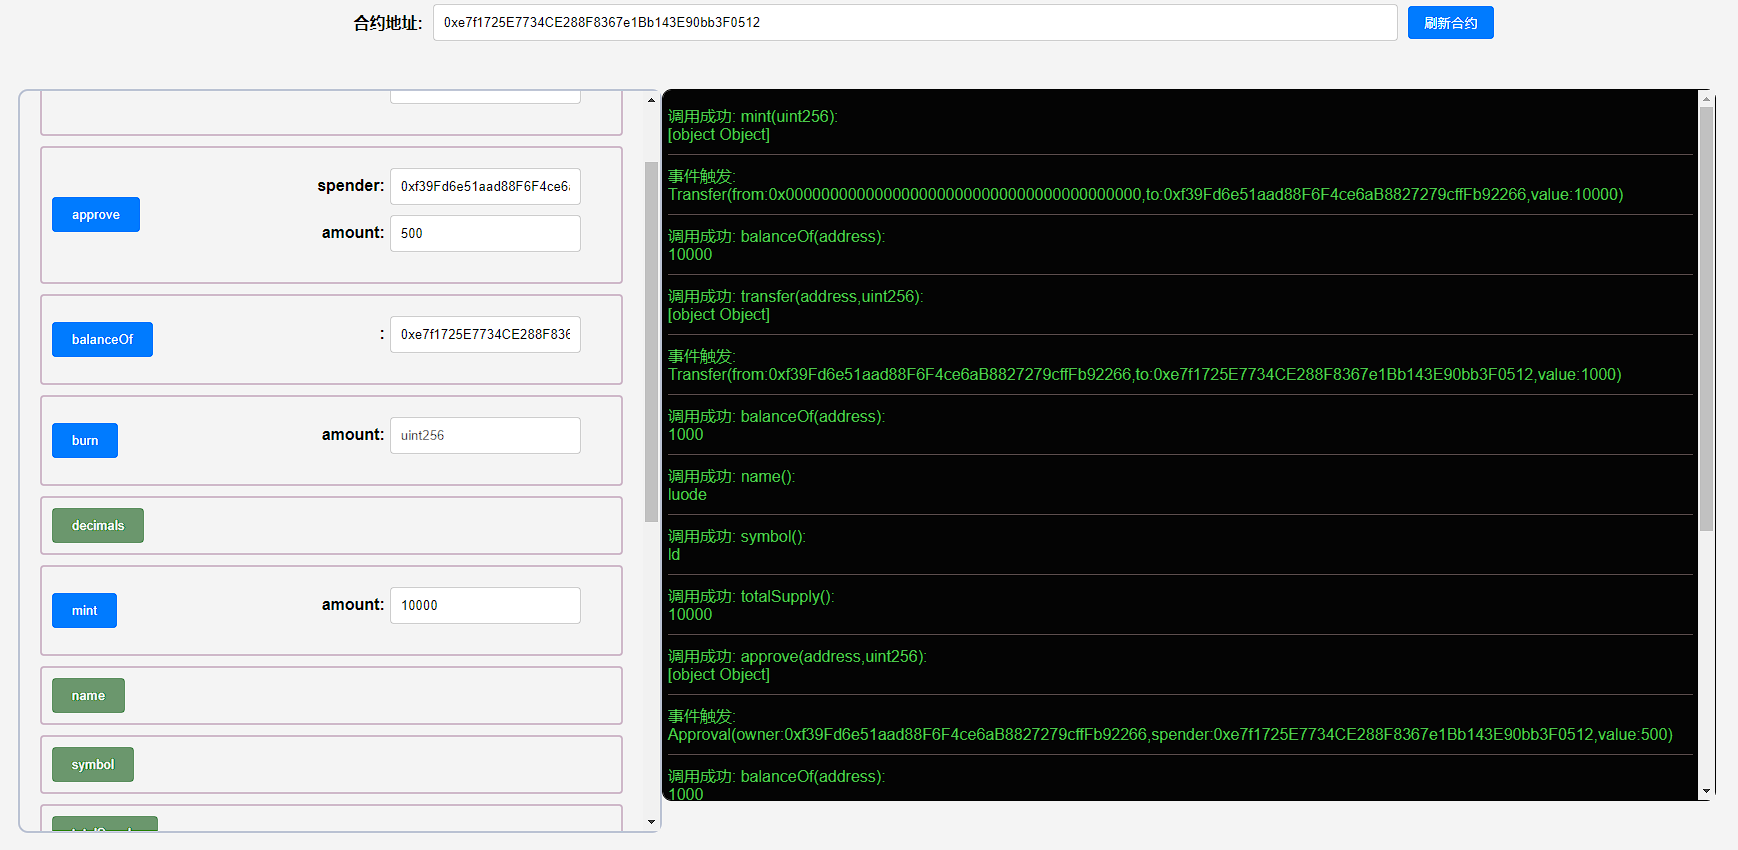 合约地址: 0xe7f1725E7734CE288F8367e1Bb143E90bb3F0512 刷新合约
approve
spender: 0xf39Fd6e51aad88F6F4ce6a
amount: 500
balanceOf
: 0xe7f1725E7734CE288F836
burn
amount: uint256
decimals
mint
amount: 10000
name
symbol
调用成功: mint(uint256):
[object Object]
事件触发:
Transfer(from:0x0000000000000000000000000000000000000000,to:0xf39Fd6e51aad88F6F4ce6aB8827279cffFb92266,value:10000)
调用成功: balanceOf(address):
10000
调用成功: transfer(address,uint256):
[object Object]
事件触发:
Transfer(from:0xf39Fd6e51aad88F6F4ce6aB8827279cffFb92266,to:0xe7f1725E7734CE288F8367e1Bb143E90bb3F0512,value:1000)
调用成功: balanceOf(address):
1000
调用成功: name():
luode
调用成功: symbol():
ld
调用成功: totalSupply():
10000
调用成功: approve(address,uint256):
[object Object]
事件触发:
Approval(owner:0xf39Fd6e51aad88F6F4ce6aB8827279cffFb92266,spender:0xe7f1725E7734CE288F8367e1Bb143E90bb3F0512,value:500)
调用成功: balanceOf(address):
1000